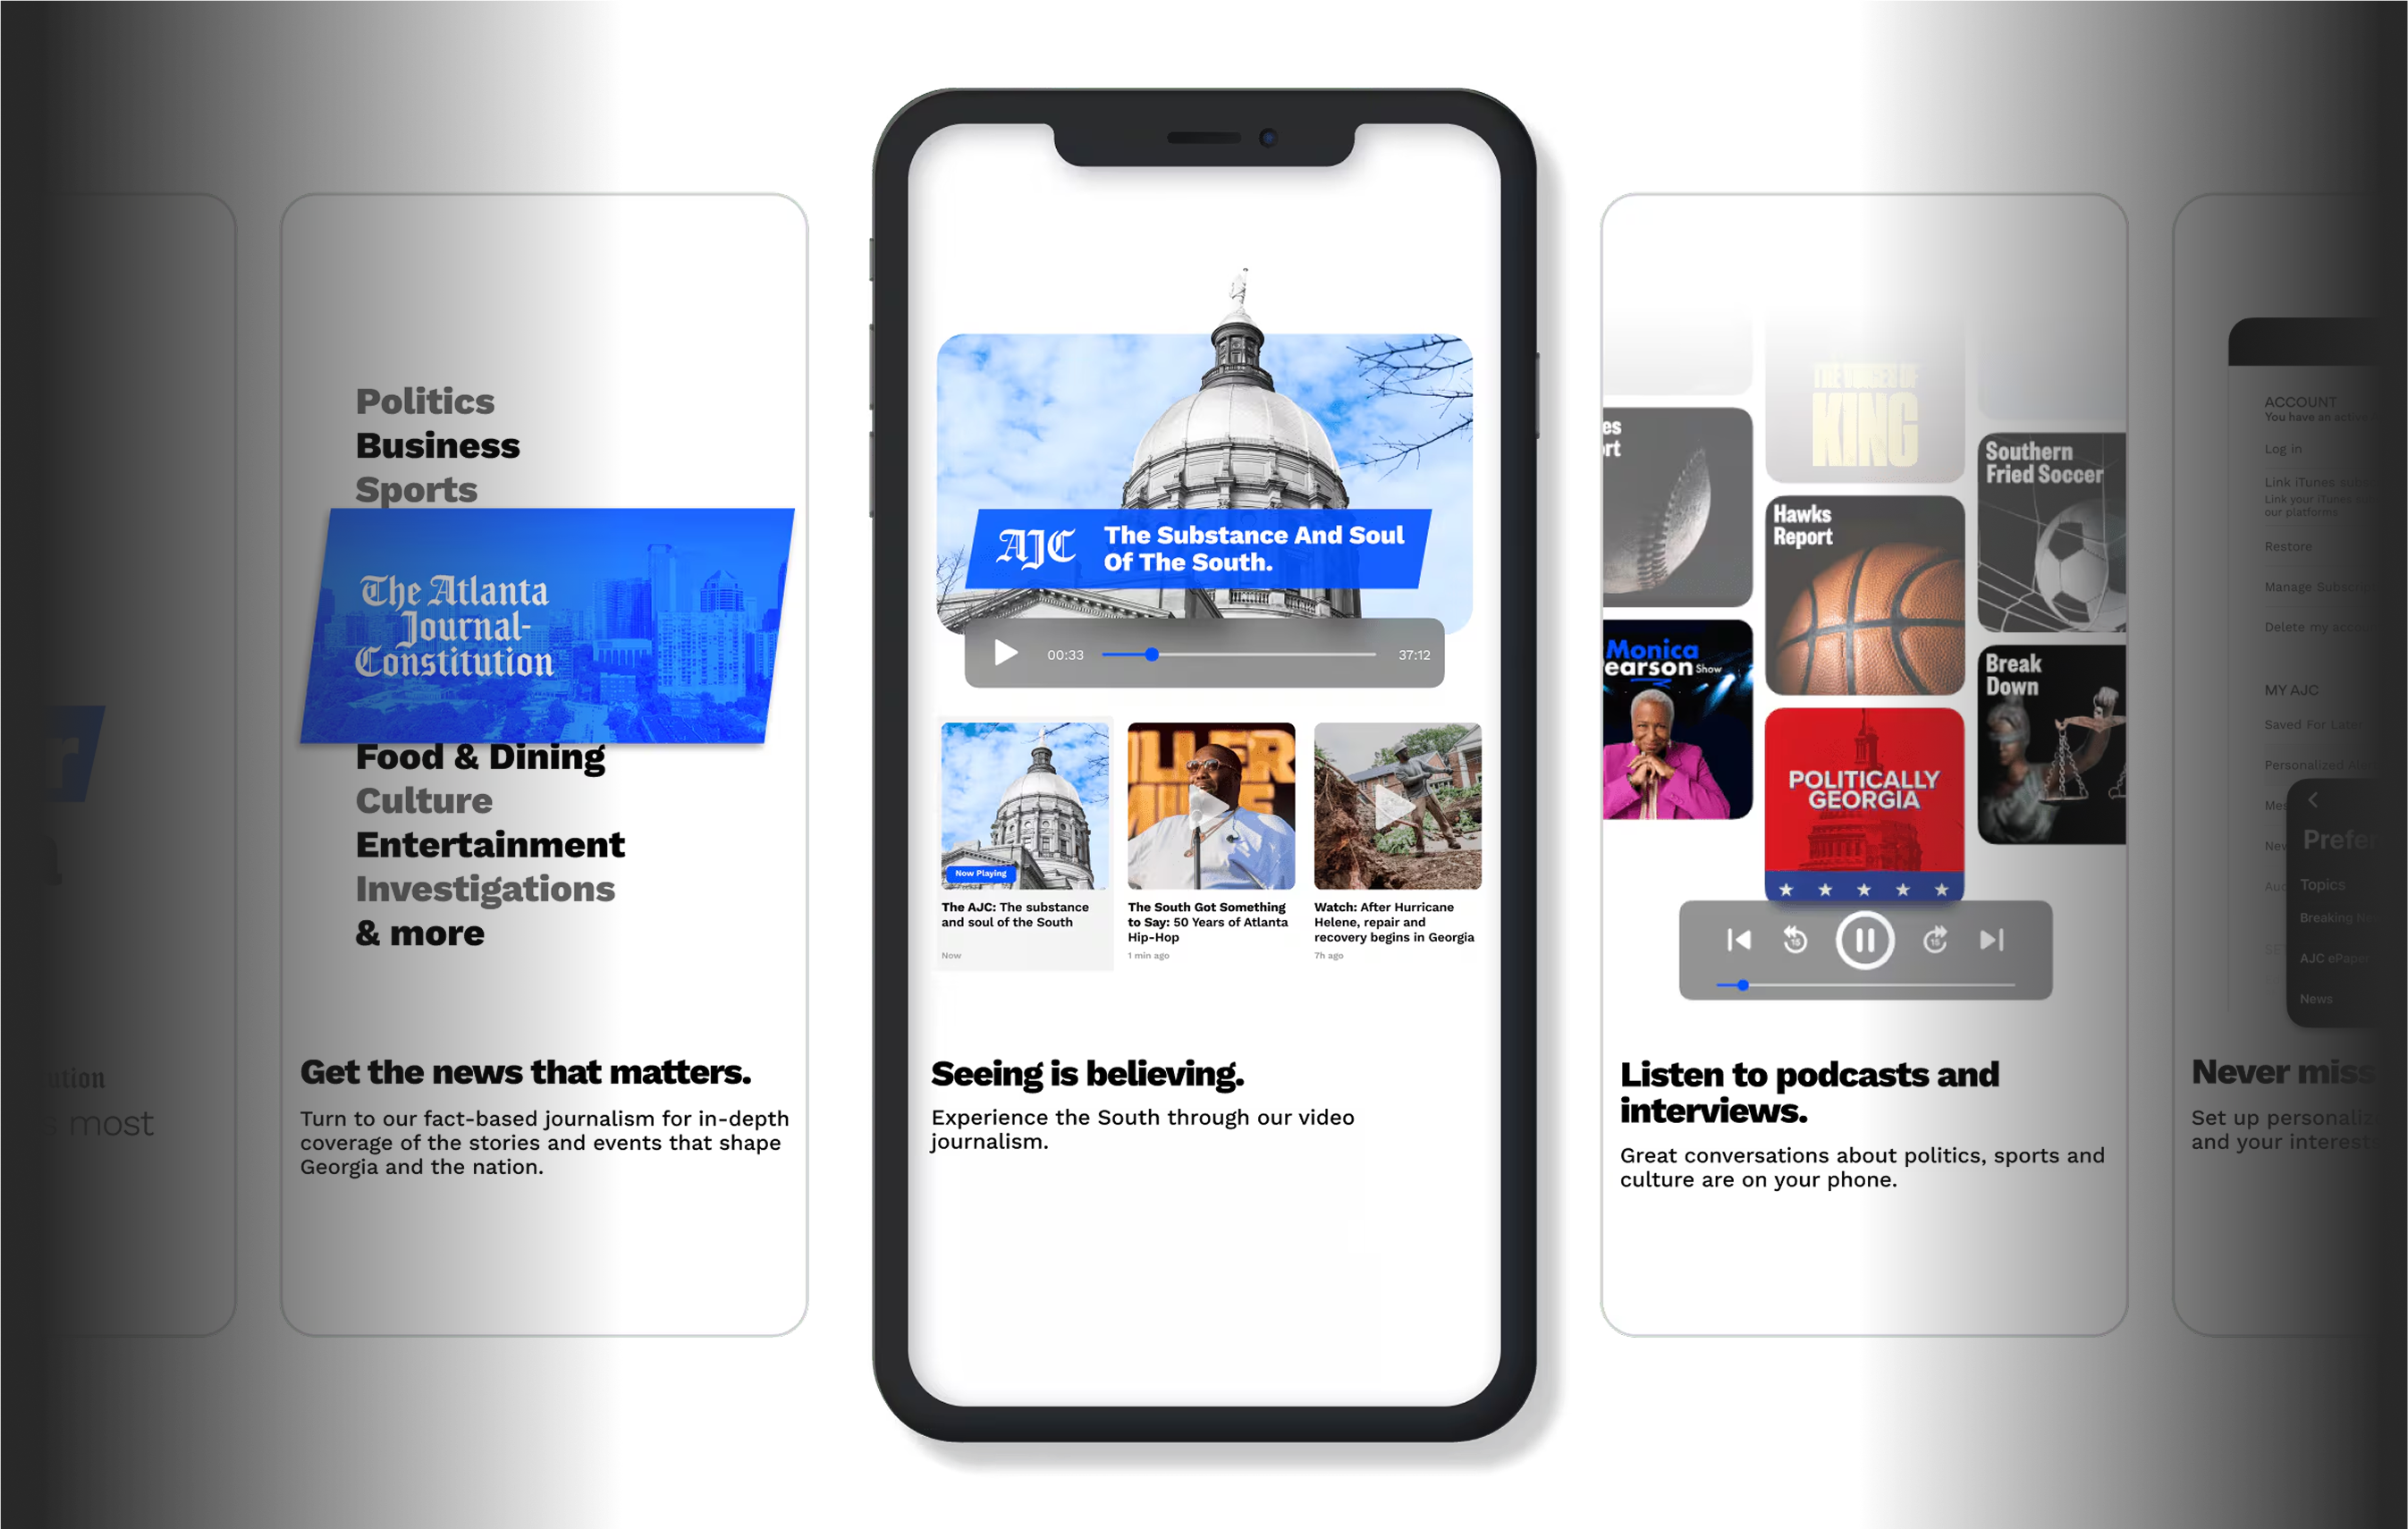 ution
most
Politics
Business
Sports
The Atlanta
Journal-
Constitution
Food & Dining
Culture
Entertainment
Investigations
& more
Get the news that matters.
Turn to our fact-based journalism for in-depth
coverage of the stories and events that shape
Georgia and the nation.
AJC
The Substance And Soul
Of The South.
00:33
37:12
Now Playing
The AJC: The substance
and soul of the South
Now
The South Got Something
to Say: 50 Years of Atlanta
Hip-Hop
1 min ago
Watch: After Hurricane
Helene, repair and
recovery begins in Georgia
7h ago
Seeing is believing.
Experience the South through our video
journalism.
KING
Southern
Fried Soccer
Hawks
Report
Monica
earson Show
Break
Down
POLITICALLY
GEORGIA
15
15
Listen to podcasts and
interviews.
Great conversations about politics, sports and
culture are on your phone.
ACCOUNT
You have an active
Log in
Link iTunes
Link your iTunes
our platforms
Restore
Manage
Delete my
MY AJC
Saved For Later
Personalized
Prefer
Topics
Breaking
AJC ePaper
News
Never miss
Set up
and your interests